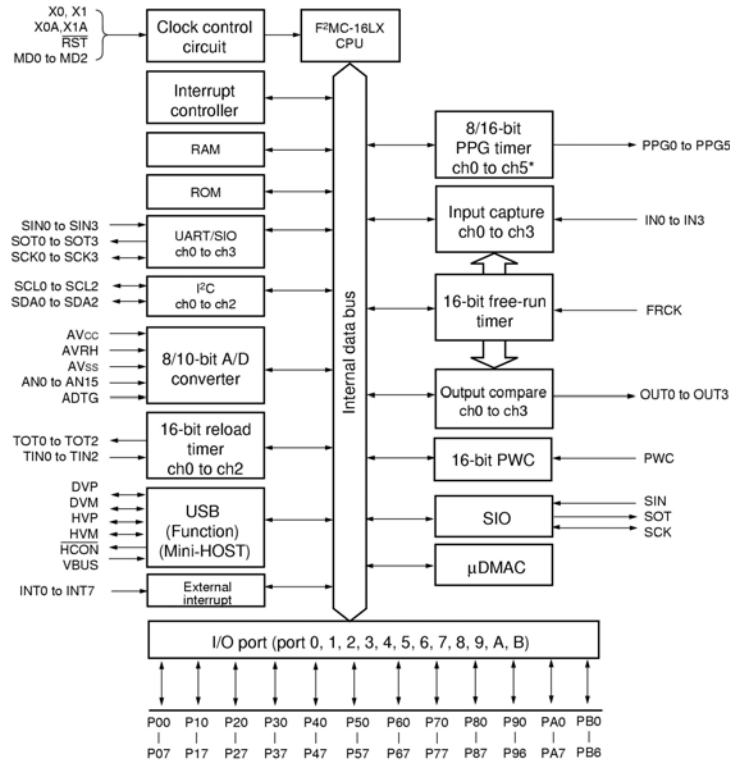 X0, X1
X0A,X1A
RST
MD0 to MD2
Clock control
circuit
F²MC-16LX
CPU
Interrupt
controller
RAM
ROM
SIN0 to SIN3
SOT0 to SOT3
SCK0 to SCK3
UART/SIO
ch0 to ch3
SCL0 to SCL2
SDA0 to SDA2
I²C
ch0 to ch2
AVCC
AVRH
AVSS
AN0 to AN15
ADTG
8/10-bit A/D
converter
TOT0 to TOT2
TIN0 to TIN2
16-bit reload
timer
ch0 to ch2
DVP
DVM
HVP
HVM
HCON
VBUS
USB
(Function)
(Mini-HOST)
INT0 to INT7
External
interrupt
Internal data bus
8/16-bit
PPG timer
ch0 to ch5*
PPG0 to PPG5
Input capture
ch0 to ch3
IN0 to IN3
16-bit free-run
timer
FRCK
Output compare
ch0 to ch3
OUT0 to OUT3
16-bit PWC
PWC
SIO
SIN
SOT
SCK
µDMAC
I/O port (port 0, 1, 2, 3, 4, 5, 6, 7, 8, 9, A, B)
P00 P10 P20 P30 P40 P50 P60 P70 P80 P90 PA0 PB0
P07 P17 P27 P37 P47 P57 P67 P77 P87 P96 PA7 PB6